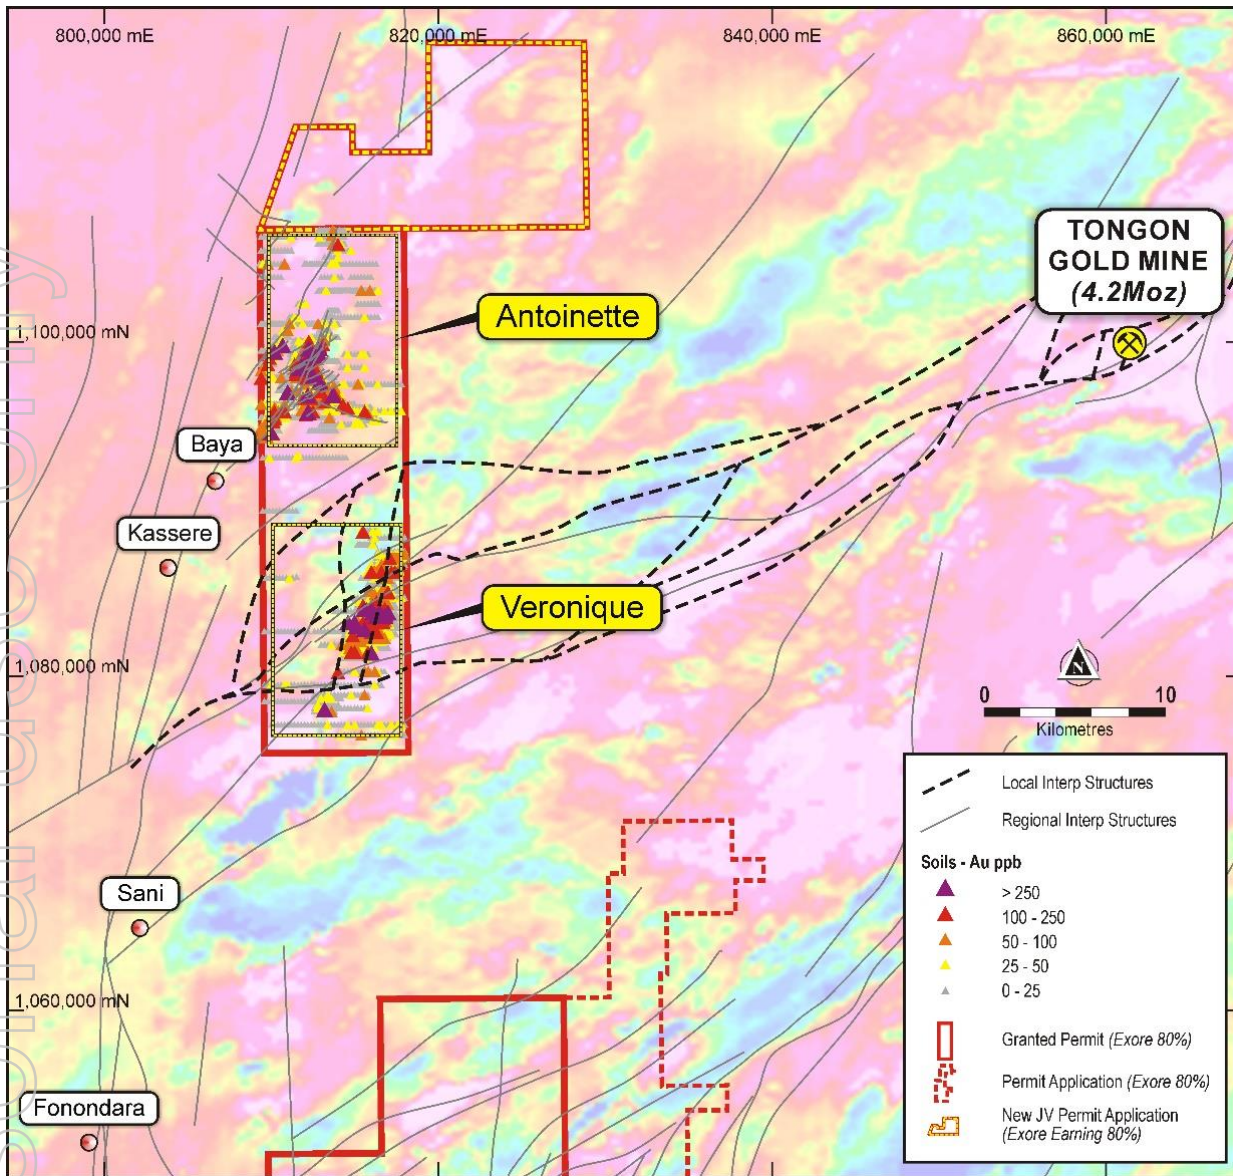 800,000 mE
820,000 mE
840,000 mE
860,000 mE
TONGON
GOLD MINE
(4.2Moz)
1,100,000 mN
Antoinette
Baya
Kassere
Veronique
1,080,000 mN
N
0
10
Kilometres
Local Interp Structures
Regional Interp Structures
Soils - Au ppb
> 250
100 - 250
50 - 100
25 - 50
0 - 25
Granted Permit (Exore 80%)
Permit Application (Exore 80%)
New JV Permit Application
(Exore Earning 80%)
Sani
1,060,000 mN
Fonondara